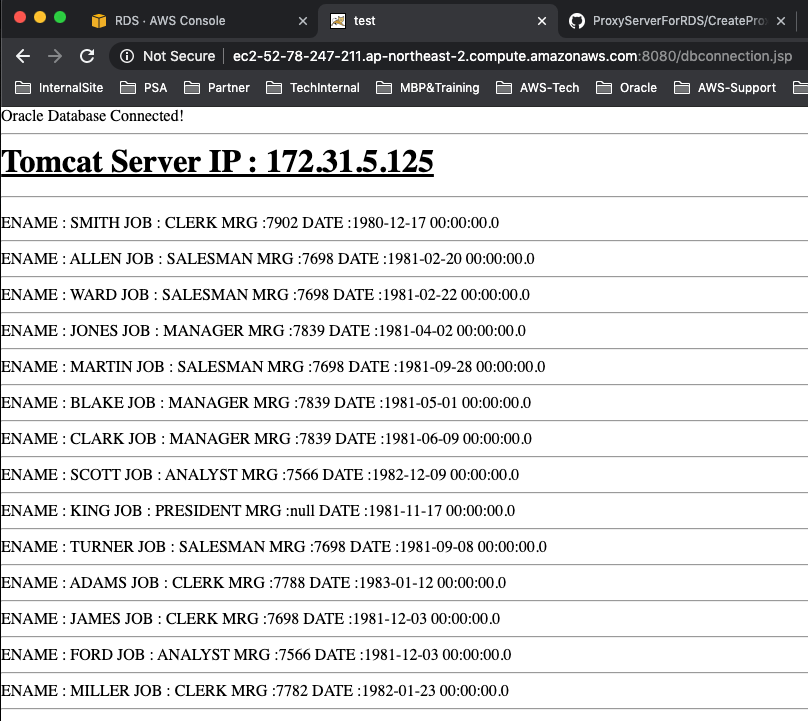 RDS · AWS Console
test
ProxyServerForRDS/CreateProx
Not Secure
ec2-52-78-247-211.ap-northeast-2.compute.amazonaws.com:8080/dbconnection.jsp
InternalSite PSA Partner TechInternal MBP&Training AWS-Tech Oracle AWS-Support
Oracle Database Connected!
Tomcat Server IP : 172.31.5.125
ENAME : SMITH JOB : CLERK MRG :7902 DATE :1980-12-17 00:00:00.0
ENAME : ALLEN JOB : SALESMAN MRG :7698 DATE :1981-02-20 00:00:00.0
ENAME : WARD JOB : SALESMAN MRG :7698 DATE :1981-02-22 00:00:00.0
ENAME : JONES JOB : MANAGER MRG :7839 DATE :1981-04-02 00:00:00.0
ENAME : MARTIN JOB : SALESMAN MRG :7698 DATE :1981-09-28 00:00:00.0
ENAME : BLAKE JOB : MANAGER MRG :7839 DATE :1981-05-01 00:00:00.0
ENAME : CLARK JOB : MANAGER MRG :7839 DATE :1981-06-09 00:00:00.0
ENAME : SCOTT JOB : ANALYST MRG :7566 DATE :1982-12-09 00:00:00.0
ENAME : KING JOB : PRESIDENT MRG :null DATE :1981-11-17 00:00:00.0
ENAME : TURNER JOB : SALESMAN MRG :7698 DATE :1981-09-08 00:00:00.0
ENAME : ADAMS JOB : CLERK MRG :7788 DATE :1983-01-12 00:00:00.0
ENAME : JAMES JOB : CLERK MRG :7698 DATE :1981-12-03 00:00:00.0
ENAME : FORD JOB : ANALYST MRG :7566 DATE :1981-12-03 00:00:00.0
ENAME : MILLER JOB : CLERK MRG :7782 DATE :1982-01-23 00:00:00.0